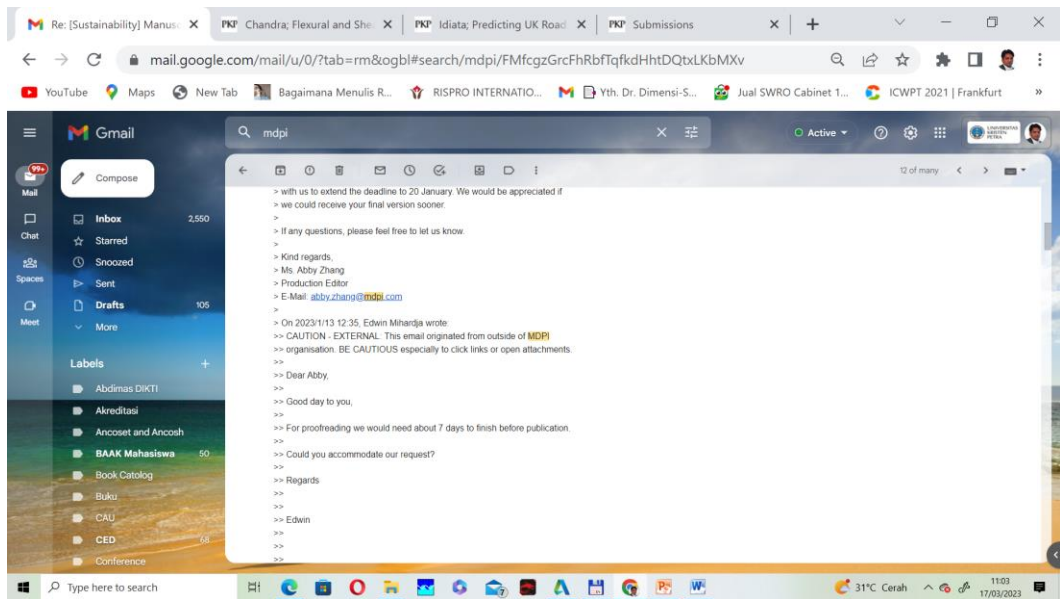 Re: [Sustainability] Manusc
Chandra; Flexural and She
Idiata; Predicting UK Road
Submissions
mail.google.com/mail/u/0/?tab=rm&ogbl#search/mdpi/FMfcgzGrcFhRbfTqfkdHhtDQtxLKbMXv
YouTube
Maps
New Tab
Bagaimana Menulis R...
RISPRO INTERNATIO...
Yth. Dr. Dimensi-S...
Jual SWRO Cabinet 1...
ICWPT 2021 | Frankfurt
»
Gmail
mdpi
Active
UNIVERSITAS KRISTEN PETRA
99+
Mail
Chat
Spaces
Meet
Compose
12 of many
Inbox 2,550
Starred
Snoozed
Sent
Drafts 105
More
Labels +
Abdimas DIKTI
Akreditasi
Ancoset and Ancosh
BAAK Mahasiswa 50
Book Catolog
Buku
CAU
CED 68
Conference
> with us to extend the deadline to 20 January. We would be appreciated if
> we could receive your final version sooner.
>
> If any questions, please feel free to let us know.
>
> Kind regards,
> Ms. Abby Zhang
> Production Editor
> E-Mail: abby.zhang@mdpi.com
>
> On 2023/1/13 12:35, Edwin Mihardja wrote:
>> CAUTION - EXTERNAL: This email originated from outside of MDPI
>> organisation. BE CAUTIOUS especially to click links or open attachments.
>>
>> Dear Abby,
>>
>> Good day to you,
>>
>> For proofreading we would need about 7 days to finish before publication.
>>
>> Could you accommodate our request?
>>
>> Regards
>>
>>
>> Edwin
>>
>>
>>
Type here to search
31°C Cerah
11:03
17/03/2023